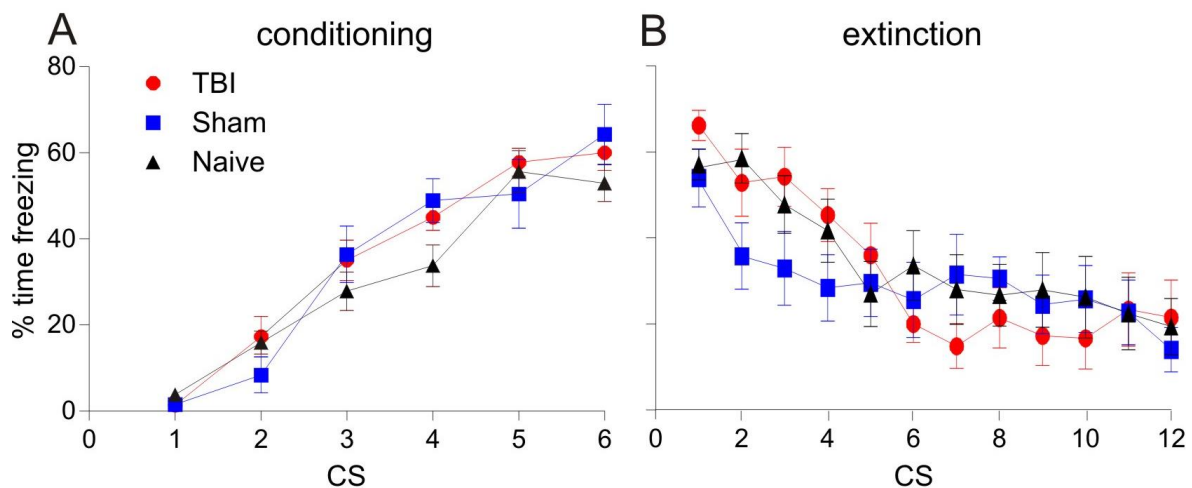 A conditioning
B extinction
TBI
Sham
Naive
% time freezing
80
60
40
20
0
0 1 2 3 4 5 6
CS
0 2 4 6 8 10 12
CS